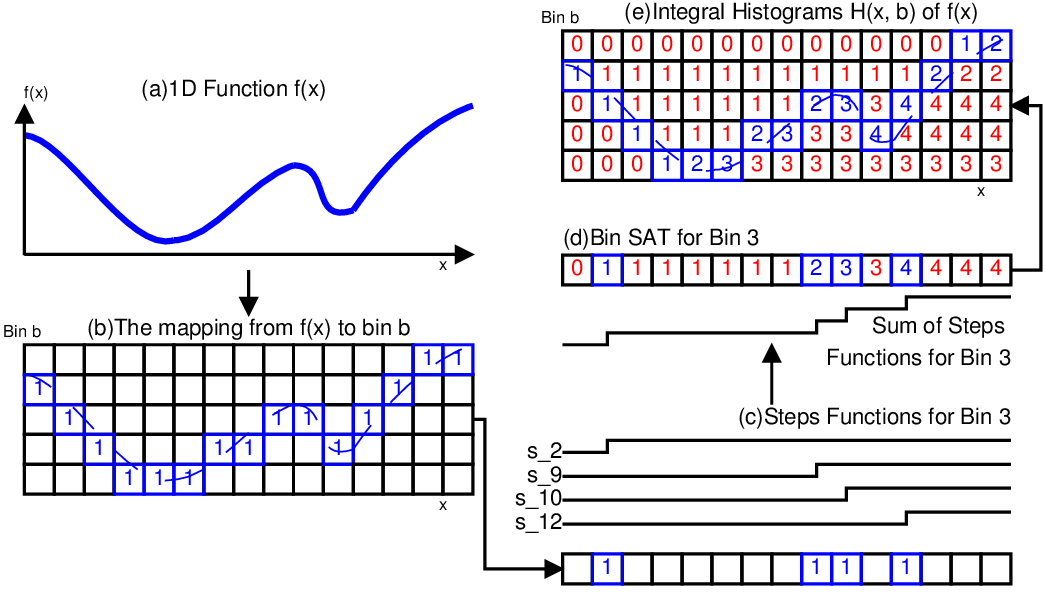 (a)1D Function f(x)
f(x)
x
Bin b
(b)The mapping from f(x) to bin b
1 1
1 1
1 1 1 1
1 1 1 1
1 1 1
x
Bin b
(e)Integral Histograms H(x, b) of f(x)
0 0 0 0 0 0 0 0 0 0 0 0 0 1 2
1 1 1 1 1 1 1 1 1 1 1 1 2 2 2
0 1 1 1 1 1 1 1 2 3 3 4 4 4 4
0 0 1 1 1 1 2 3 3 3 4 4 4 4 4
0 0 0 1 2 3 3 3 3 3 3 3 3 3 3
x
(d)Bin SAT for Bin 3
0 1 1 1 1 1 1 1 2 3 3 4 4 4 4
Sum of Steps
Functions for Bin 3
(c)Steps Functions for Bin 3
s_2
s_9
s_10
s_12
1 1 1 1